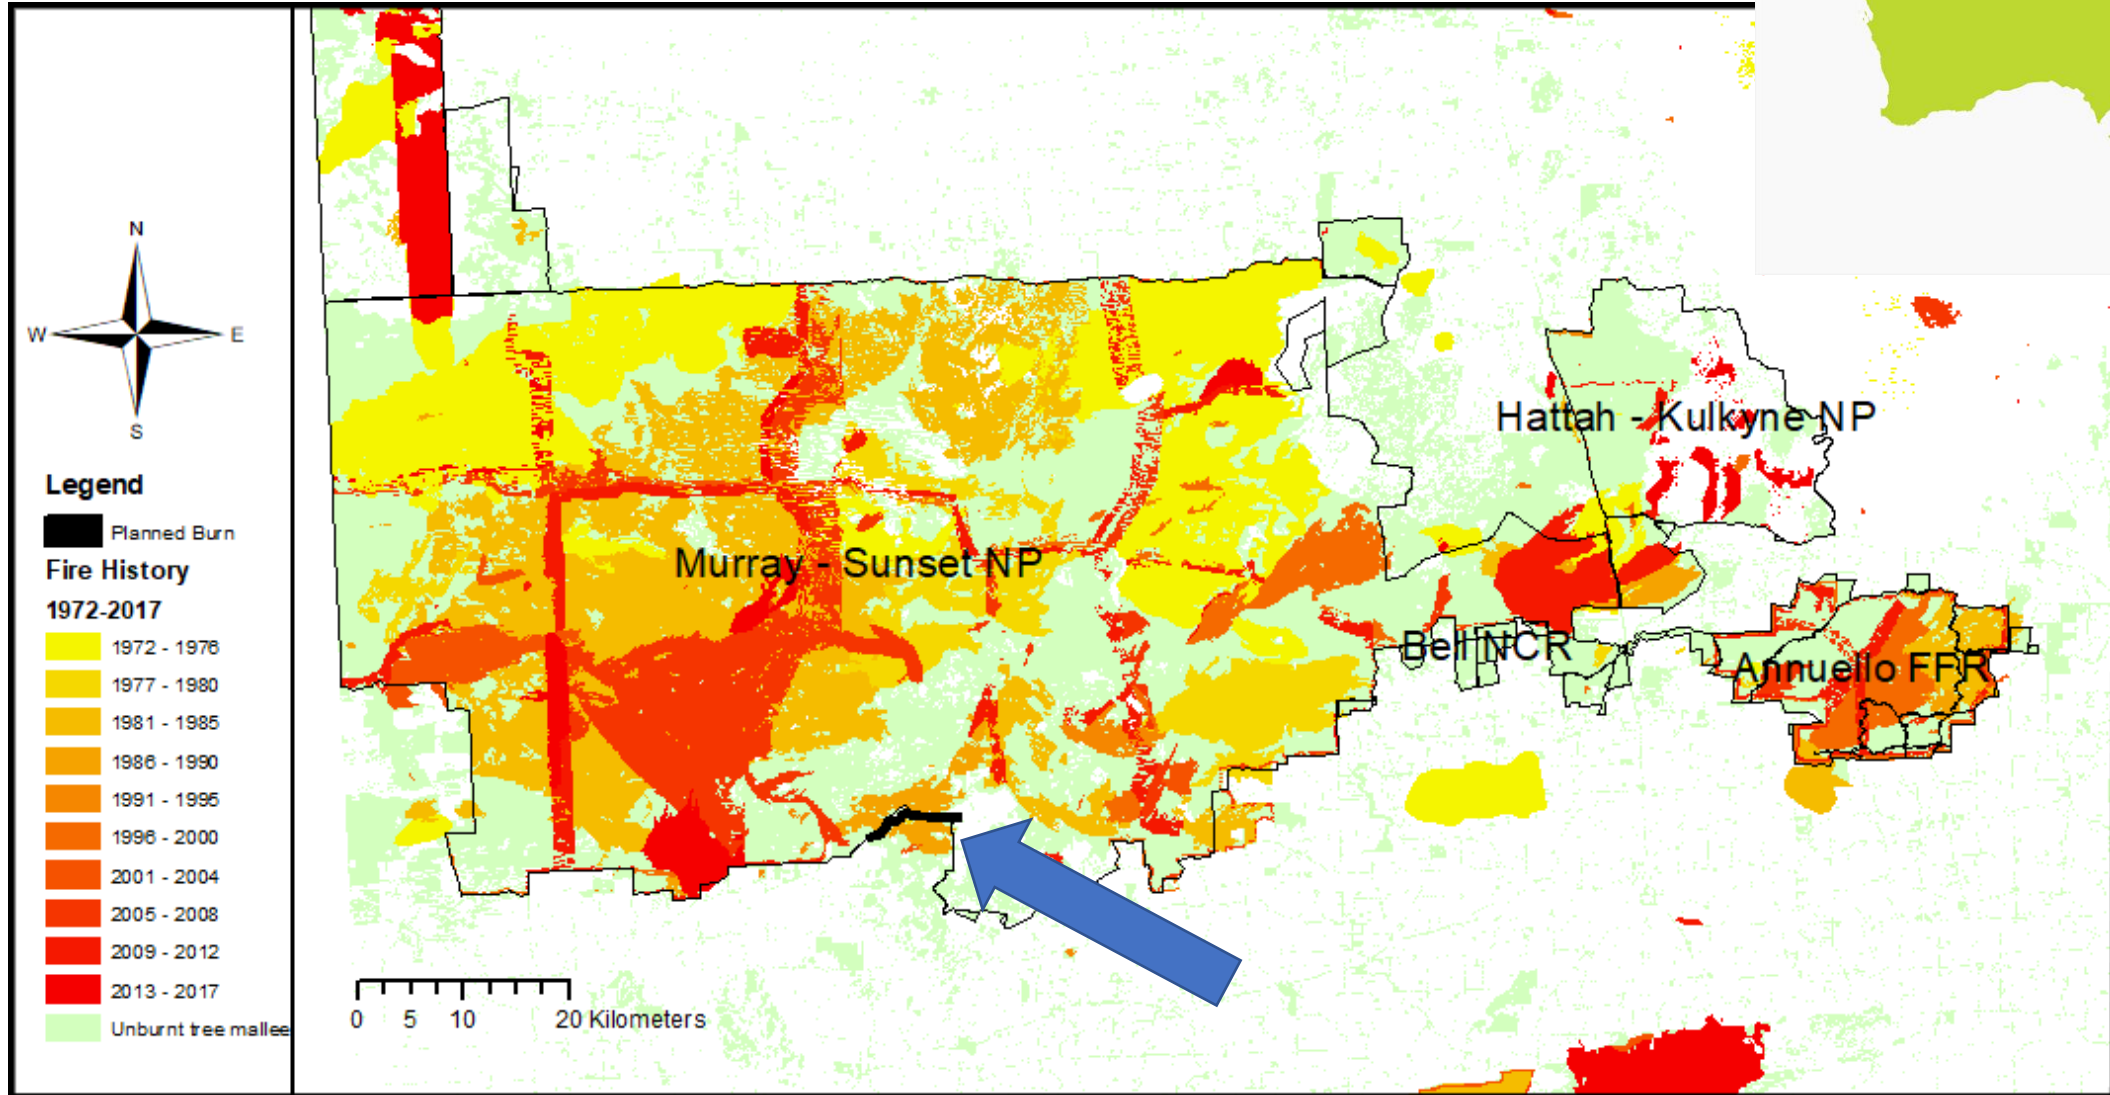 N
W
E
S
Legend
Planned Burn
Fire History
1972-2017
1972 - 1976
1977 - 1980
1981 - 1985
1986 - 1990
1991 - 1995
1996 - 2000
2001 - 2004
2005 - 2008
2009 - 2012
2013 - 2017
Unburnt tree mallee
Murray - Sunset NP
Hattah - Kulkyne NP
Bell NCR
Annuello FFR
0 5 10 20 Kilometers